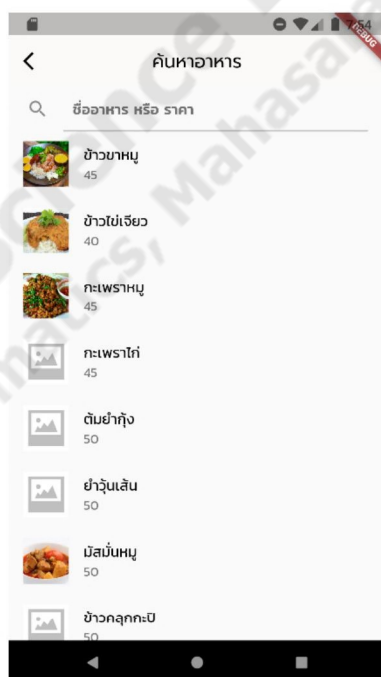 7:54
DEBUG
ค้นหาอาหาร
ชื่ออาหาร หรือ ราคา
ข้าวขาหมู
45
ข้าวไข่เจียว
40
กะเพราหมู
45
กะเพราไก่
45
ต้มยำกุ้ง
50
ยำวุ้นเส้น
50
มัสมั่นหมู
50
ข้าวคลุกกะปิ
50